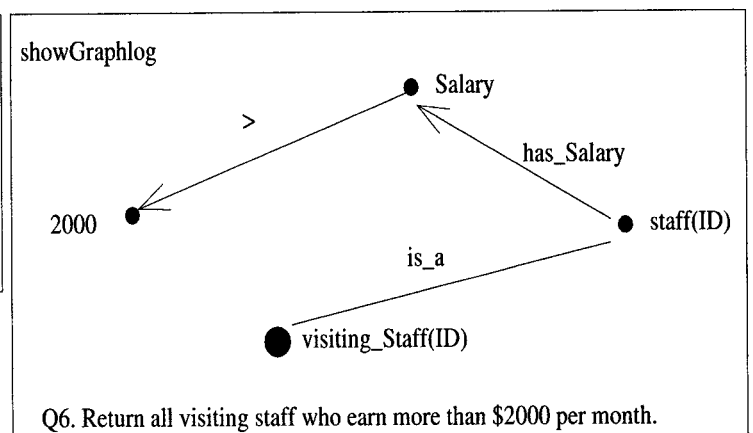 showGraphlog
Salary
>
has_Salary
2000
staff(ID)
is_a
visiting_Staff(ID)
Q6. Return all visiting staff who earn more than $2000 per month.